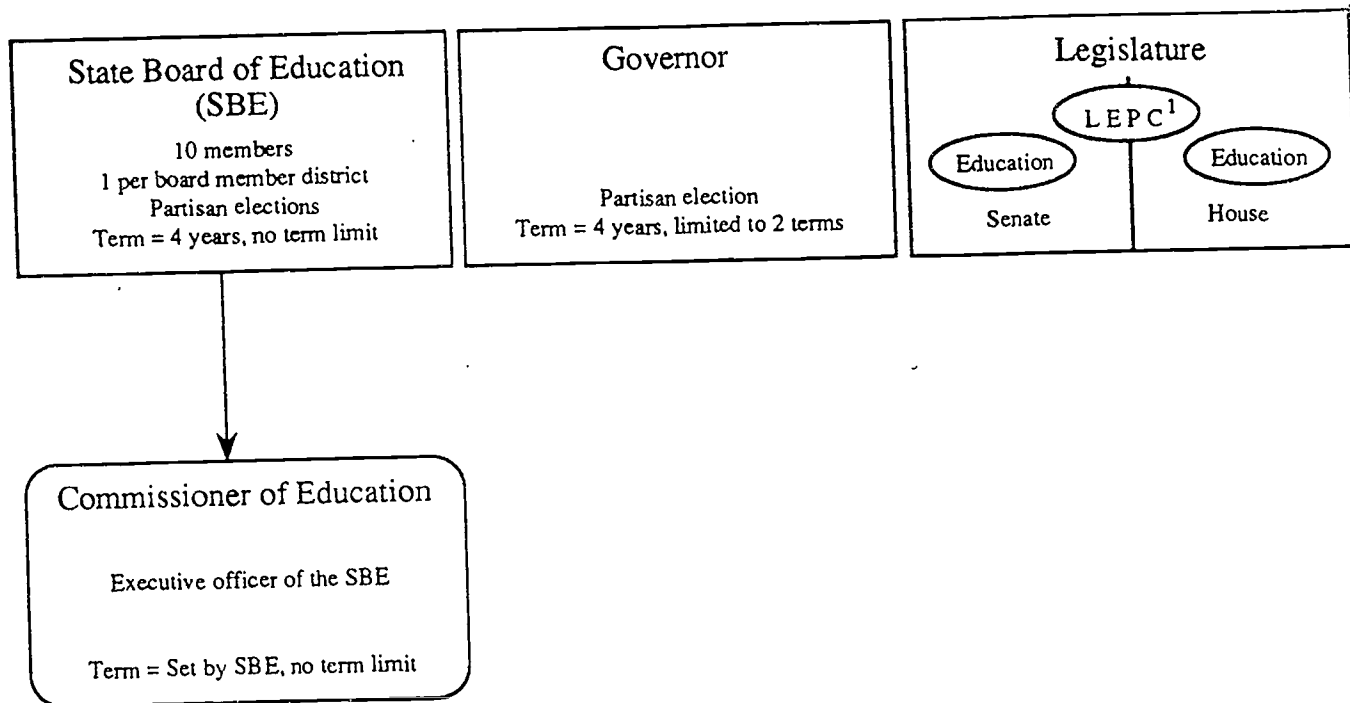 State Board of Education
(SBE)
10 members
1 per board member district
Partisan elections
Term = 4 years, no term limit
Governor
Partisan election
Term = 4 years, limited to 2 terms
Legislature
L E P C¹
Education
Education
Senate
House
Commissioner of Education
Executive officer of the SBE
Term = Set by SBE, no term limit